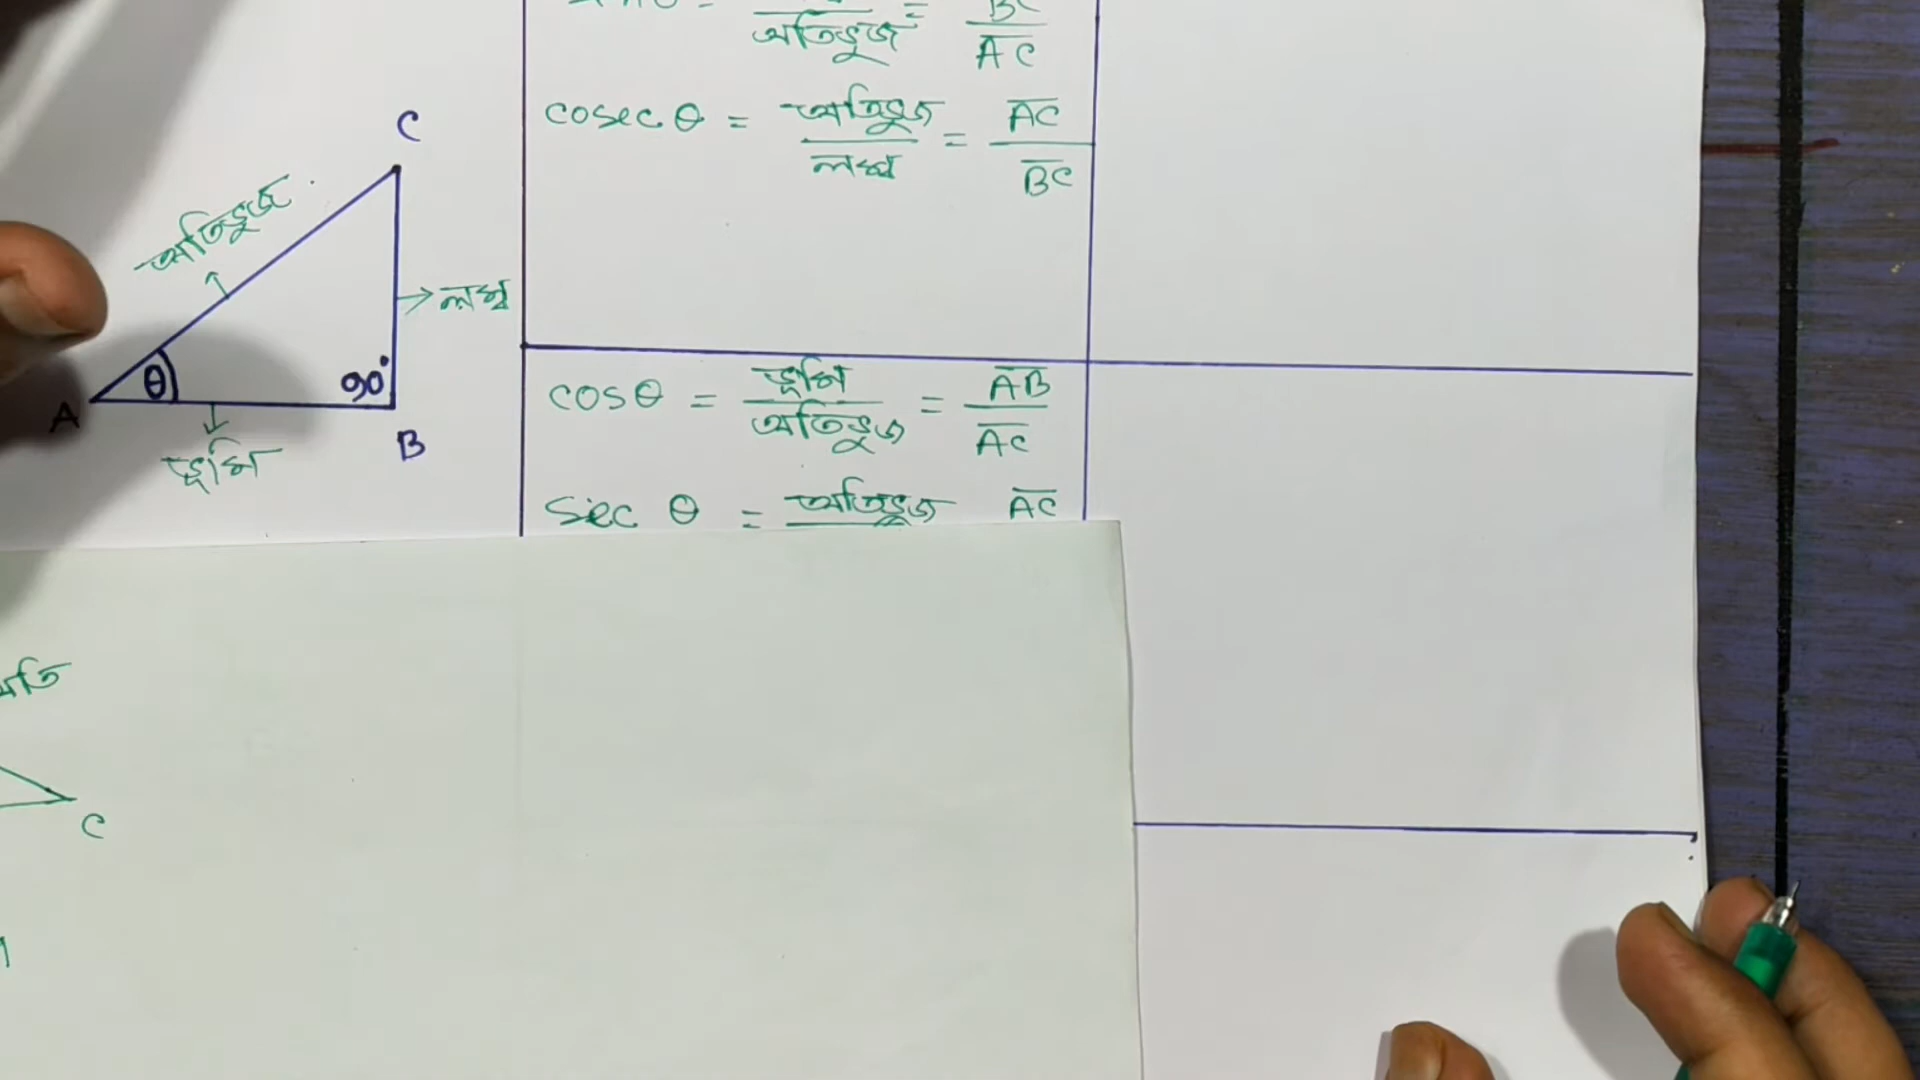 অতিভুজ = BC / AC
cosec θ = অতিভুজ / লম্ব = AC / BC
C
অতিভুজ
লম্ব
θ 90°
A
B
ভূমি
cos θ = ভূমি / অতিভুজ = AB / AC
sec θ = অতিভুজ AC
C